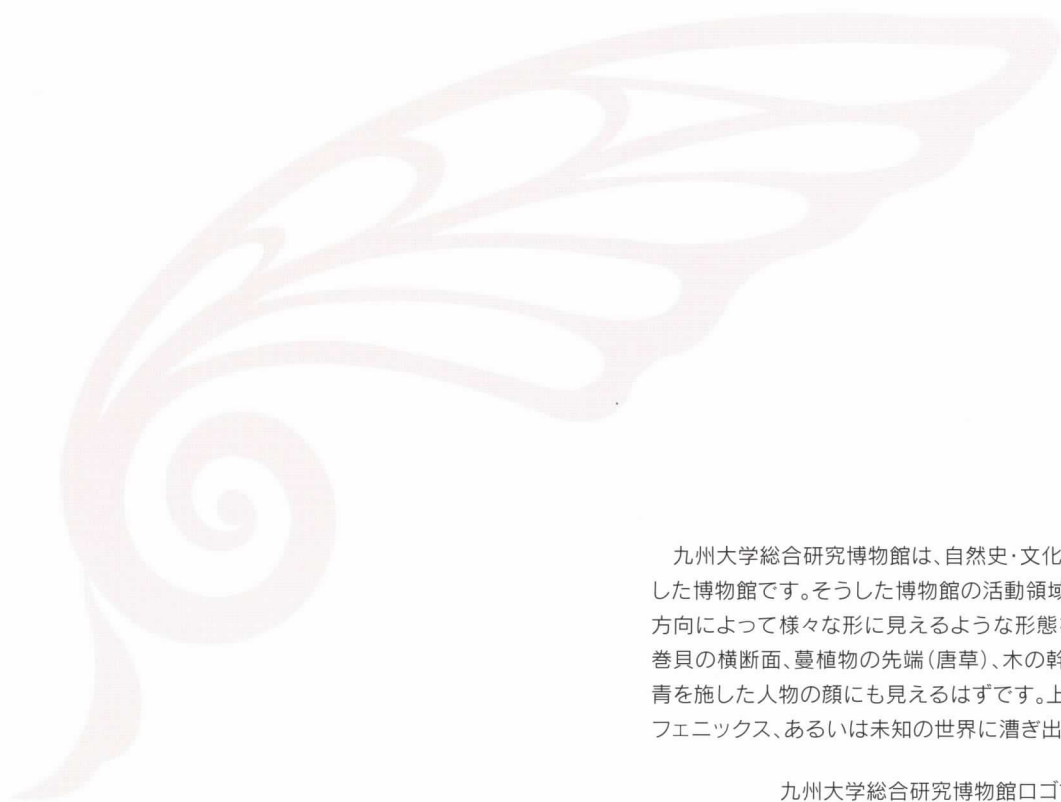 九州大学総合研究博物館は、自然史・文化
した博物館です。そうした博物館の活動領域
方向によって様々な形に見えるような形態
巻貝の横断面、蔓植物の先端(唐草)、木の幹
青を施した人物の顔にも見えるはずです。上
フェニックス、あるいは未知の世界に漕ぎ出
九州大学総合研究博物館ロゴ